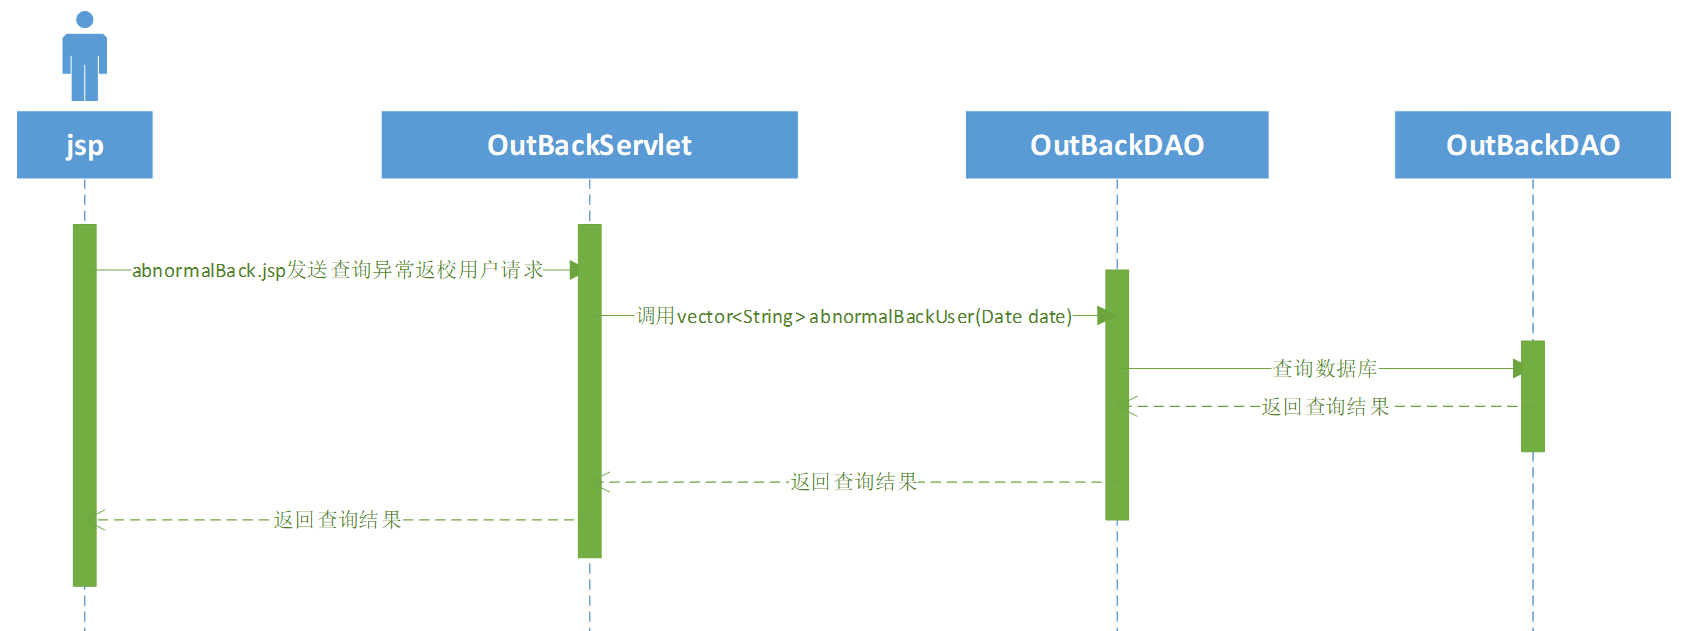 jsp
OutBackServlet
OutBackDAO
OutBackDAO
abnormalBack.jsp发送查询异常返校用户请求
调用vector<String> abnormalBackUser(Date date)
查询数据库
返回查询结果
返回查询结果
返回查询结果